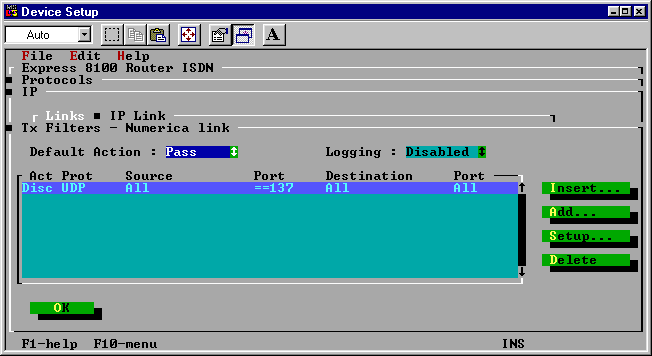 Device Setup
Auto
A
File Edit Help
Express 8100 Router ISDN
Protocols
IP
Links IP Link
Tx Filters - Numerica link
Default Action : Pass Logging : Disabled
Act Prot Source Port Destination Port
Disc UDP All ==137 All All
Insert...
Add...
Setup...
Delete
OK
F1-help F10-menu INS